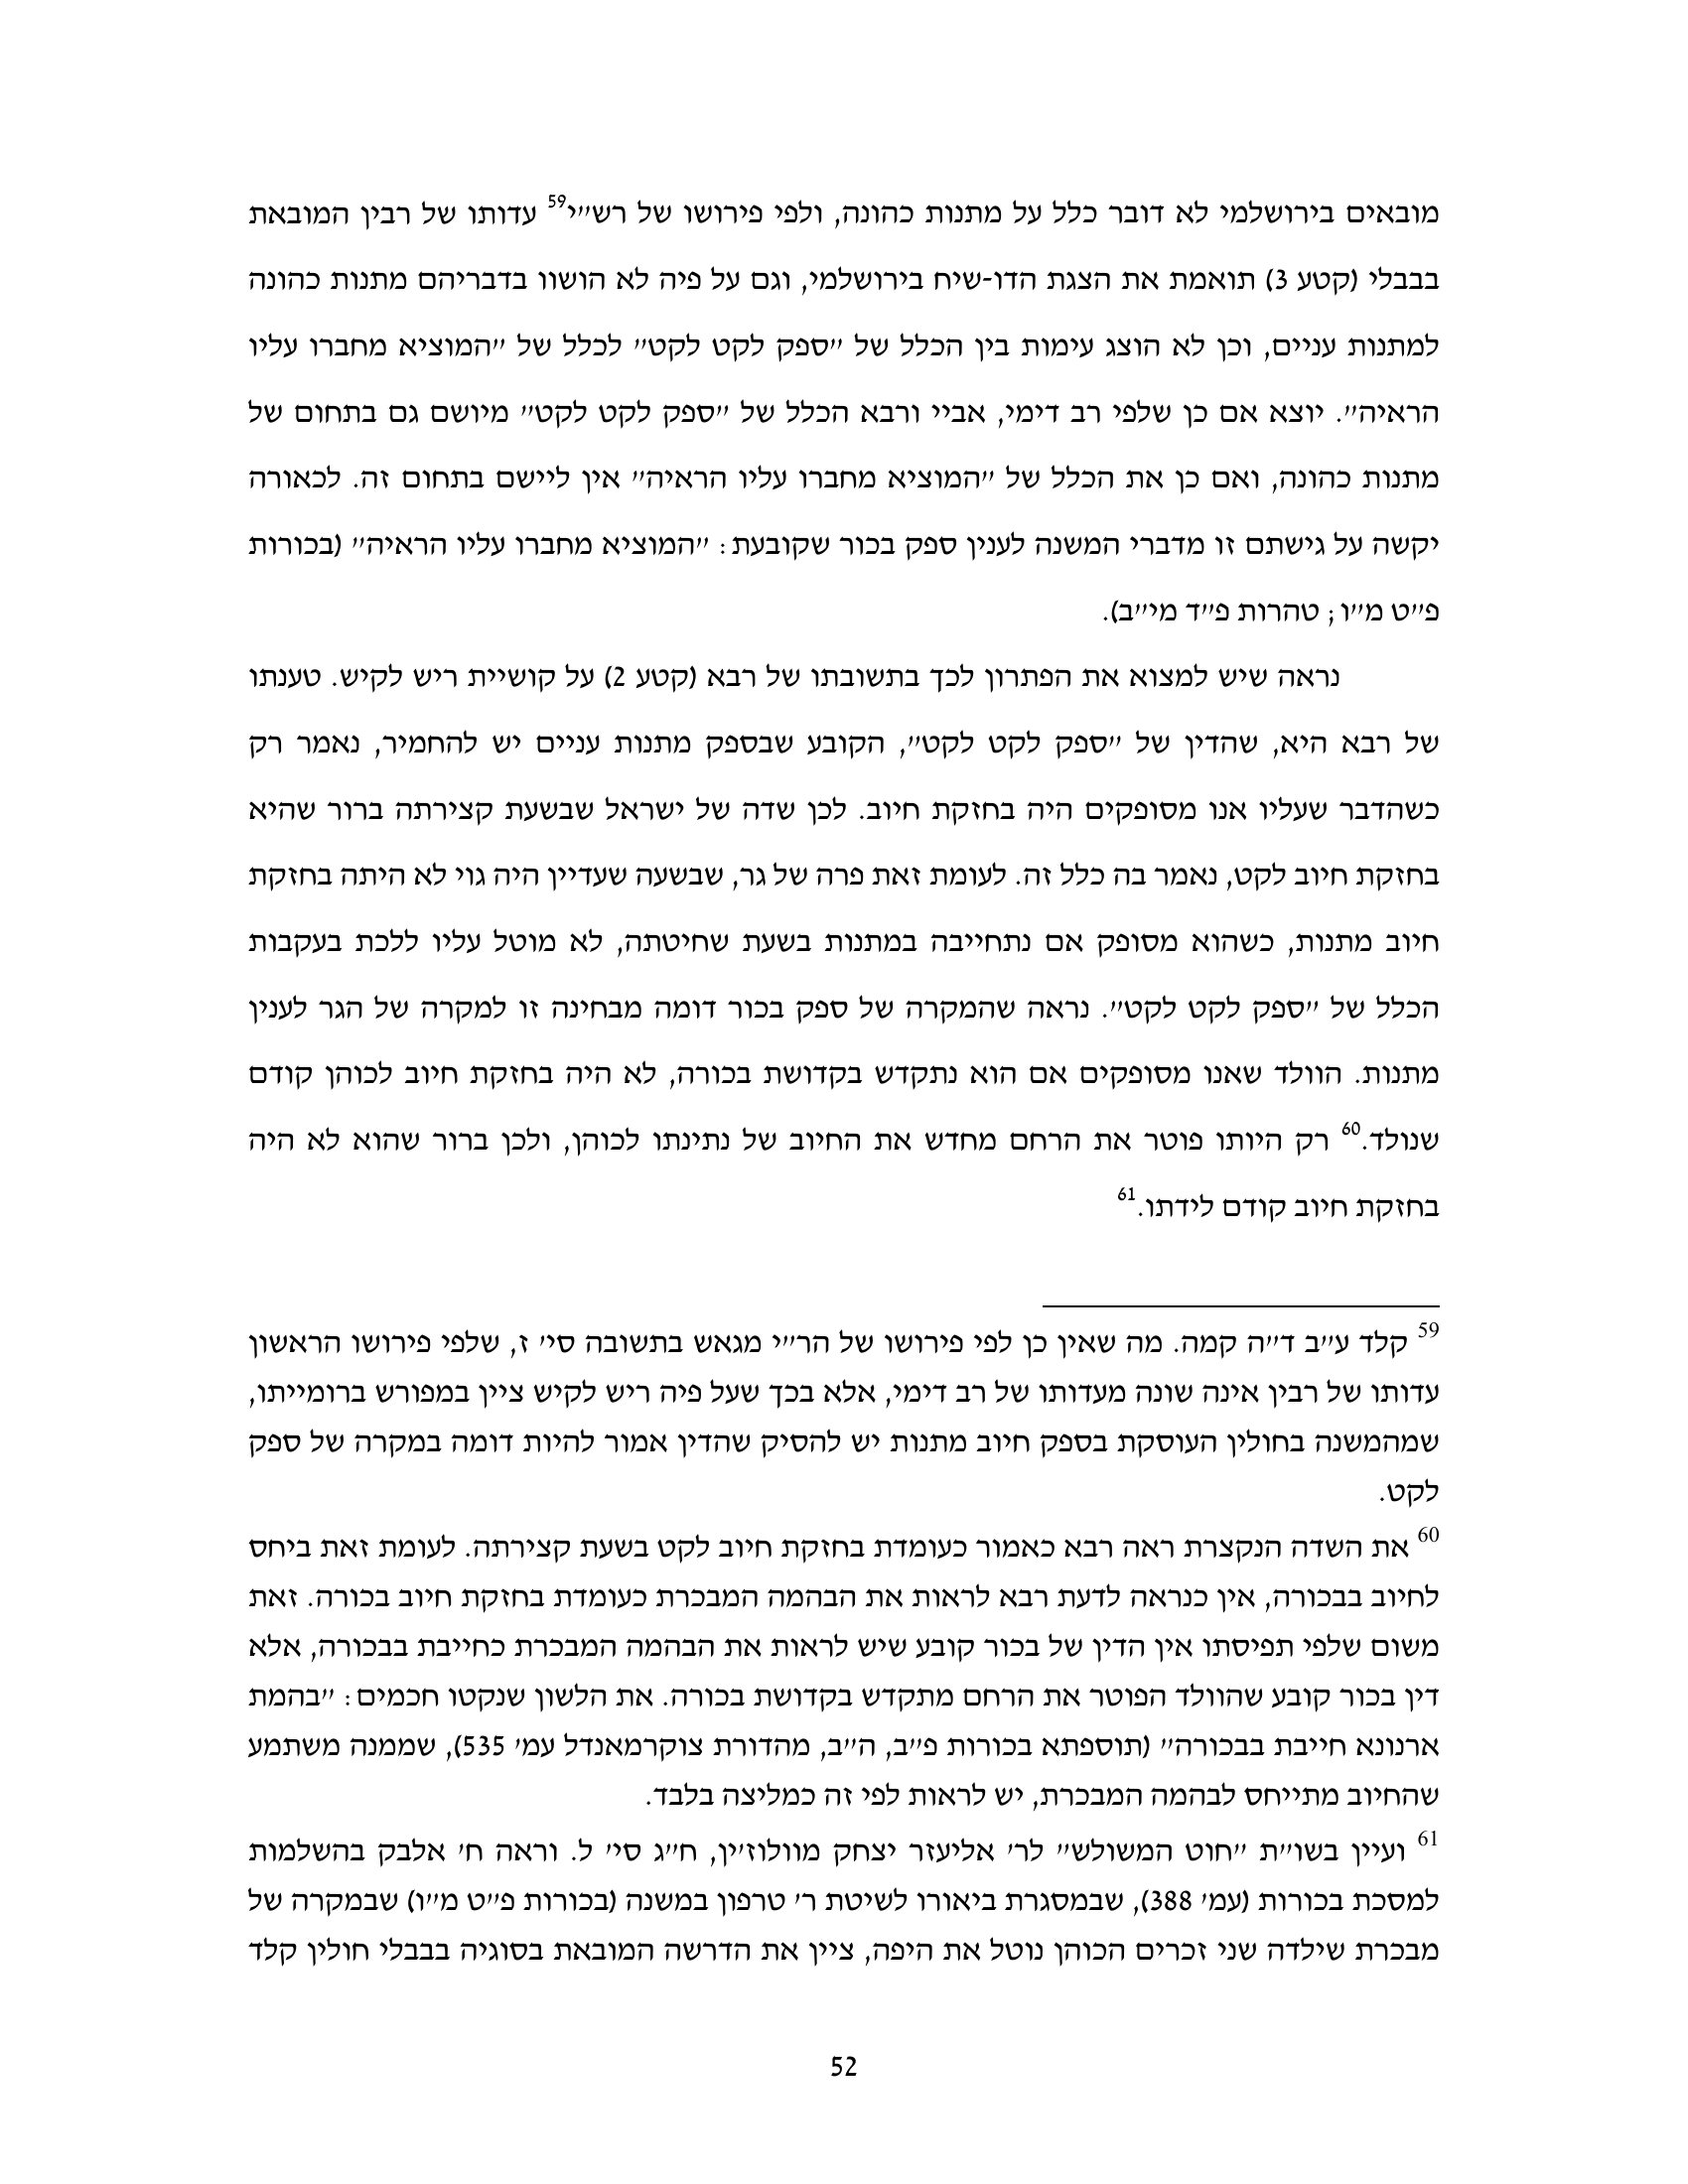 מובאים בירושלמי לא דובר כלל על מתנות כהונה, ולפי פירושו של רש״י59 עדותו של רבין המובאת
בבבלי (קטע 3) תואמת את הצגת הדו-שיח בירושלמי, וגם על פיה לא הושוו בדבריהם מתנות כהונה
למתנות עניים, וכן לא הוצג עימות בין הכלל של ״ספק לקט לקט״ לכלל של ״המוציא מחברו עליו
הראיה״. יוצא אם כן שלפי רב דימי, אביי ורבא הכלל של ״ספק לקט לקט״ מיושם גם בתחום של
מתנות כהונה, ואם כן את הכלל של ״המוציא מחברו עליו הראיה״ אין ליישם בתחום זה. לכאורה
יקשה על גישתם זו מדברי המשנה לענין ספק בכור שקובעת: ״המוציא מחברו עליו הראיה״ (בכורות
פ״ט מ״ו; טהרות פ״ד מי״ב).
נראה שיש למצוא את הפתרון לכך בתשובתו של רבא (קטע 2) על קושיית ריש לקיש. טענתו
של רבא היא, שהדין של ״ספק לקט לקט״, הקובע שבספק מתנות עניים יש להחמיר, נאמר רק
כשהדבר שעליו אנו מסופקים היה בחזקת חיוב. לכן שדה של ישראל שבשעת קצירתה ברור שהיא
בחזקת חיוב לקט, נאמר בה כלל זה. לעומת זאת פרה של גר, שבשעה שעדיין היה גוי לא היתה בחזקת
חיוב מתנות, כשהוא מסופק אם נתחייבה במתנות בשעת שחיטתה, לא מוטל עליו ללכת בעקבות
הכלל של ״ספק לקט לקט״. נראה שהמקרה של ספק בכור דומה מבחינה זו למקרה של הגר לענין
מתנות. הוולד שאנו מסופקים אם הוא נתקדש בקדושת בכורה, לא היה בחזקת חיוב לכוהן קודם
שנולד.60 רק היותו פוטר את הרחם מחדש את החיוב של נתינתו לכוהן, ולכן ברור שהוא לא היה
בחזקת חיוב קודם לידתו.61
59 קלד ע״ב ד״ה קמה. מה שאין כן לפי פירושו של הר״י מגאש בתשובה סי׳ ז, שלפי פירושו הראשון
עדותו של רבין אינה שונה מעדותו של רב דימי, אלא בכך שעל פיה ריש לקיש ציין במפורש ברומייתו,
שמהמשנה בחולין העוסקת בספק חיוב מתנות יש להסיק שהדין אמור להיות דומה במקרה של ספק
לקט.
60 את השדה הנקצרת ראה רבא כאמור כעומדת בחזקת חיוב לקט בשעת קצירתה. לעומת זאת ביחס
לחיוב בבכורה, אין כנראה לדעת רבא לראות את הבהמה המבכרת כעומדת בחזקת חיוב בכורה. זאת
משום שלפי תפיסתו אין הדין של בכור קובע שיש לראות את הבהמה המבכרת כחייבת בבכורה, אלא
דין בכור קובע שהוולד הפוטר את הרחם מתקדש בקדושת בכורה. את הלשון שנקטו חכמים: ״בהמת
ארנונא חייבת בבכורה״ (תוספתא בכורות פ״ב, ה״ב, מהדורת צוקרמאנדל עמ׳ 535), שממנה משתמע
שהחיוב מתייחס לבהמה המבכרת, יש לראות לפי זה כמליצה בלבד.
61 ועיין בשו״ת ״חוט המשולש״ לר׳ אליעזר יצחק מוולוז׳ין, ח״ג סי׳ ל. וראה ח׳ אלבק בהשלמות
למסכת בכורות (עמ׳ 388), שבמסגרת ביאורו לשיטת ר׳ טרפון במשנה (בכורות פ״ט מ״ו) שבמקרה של
מבכרת שילדה שני זכרים הכוהן נוטל את היפה, ציין את הדרשה המובאת בסוגיה בבבלי חולין קלד
52